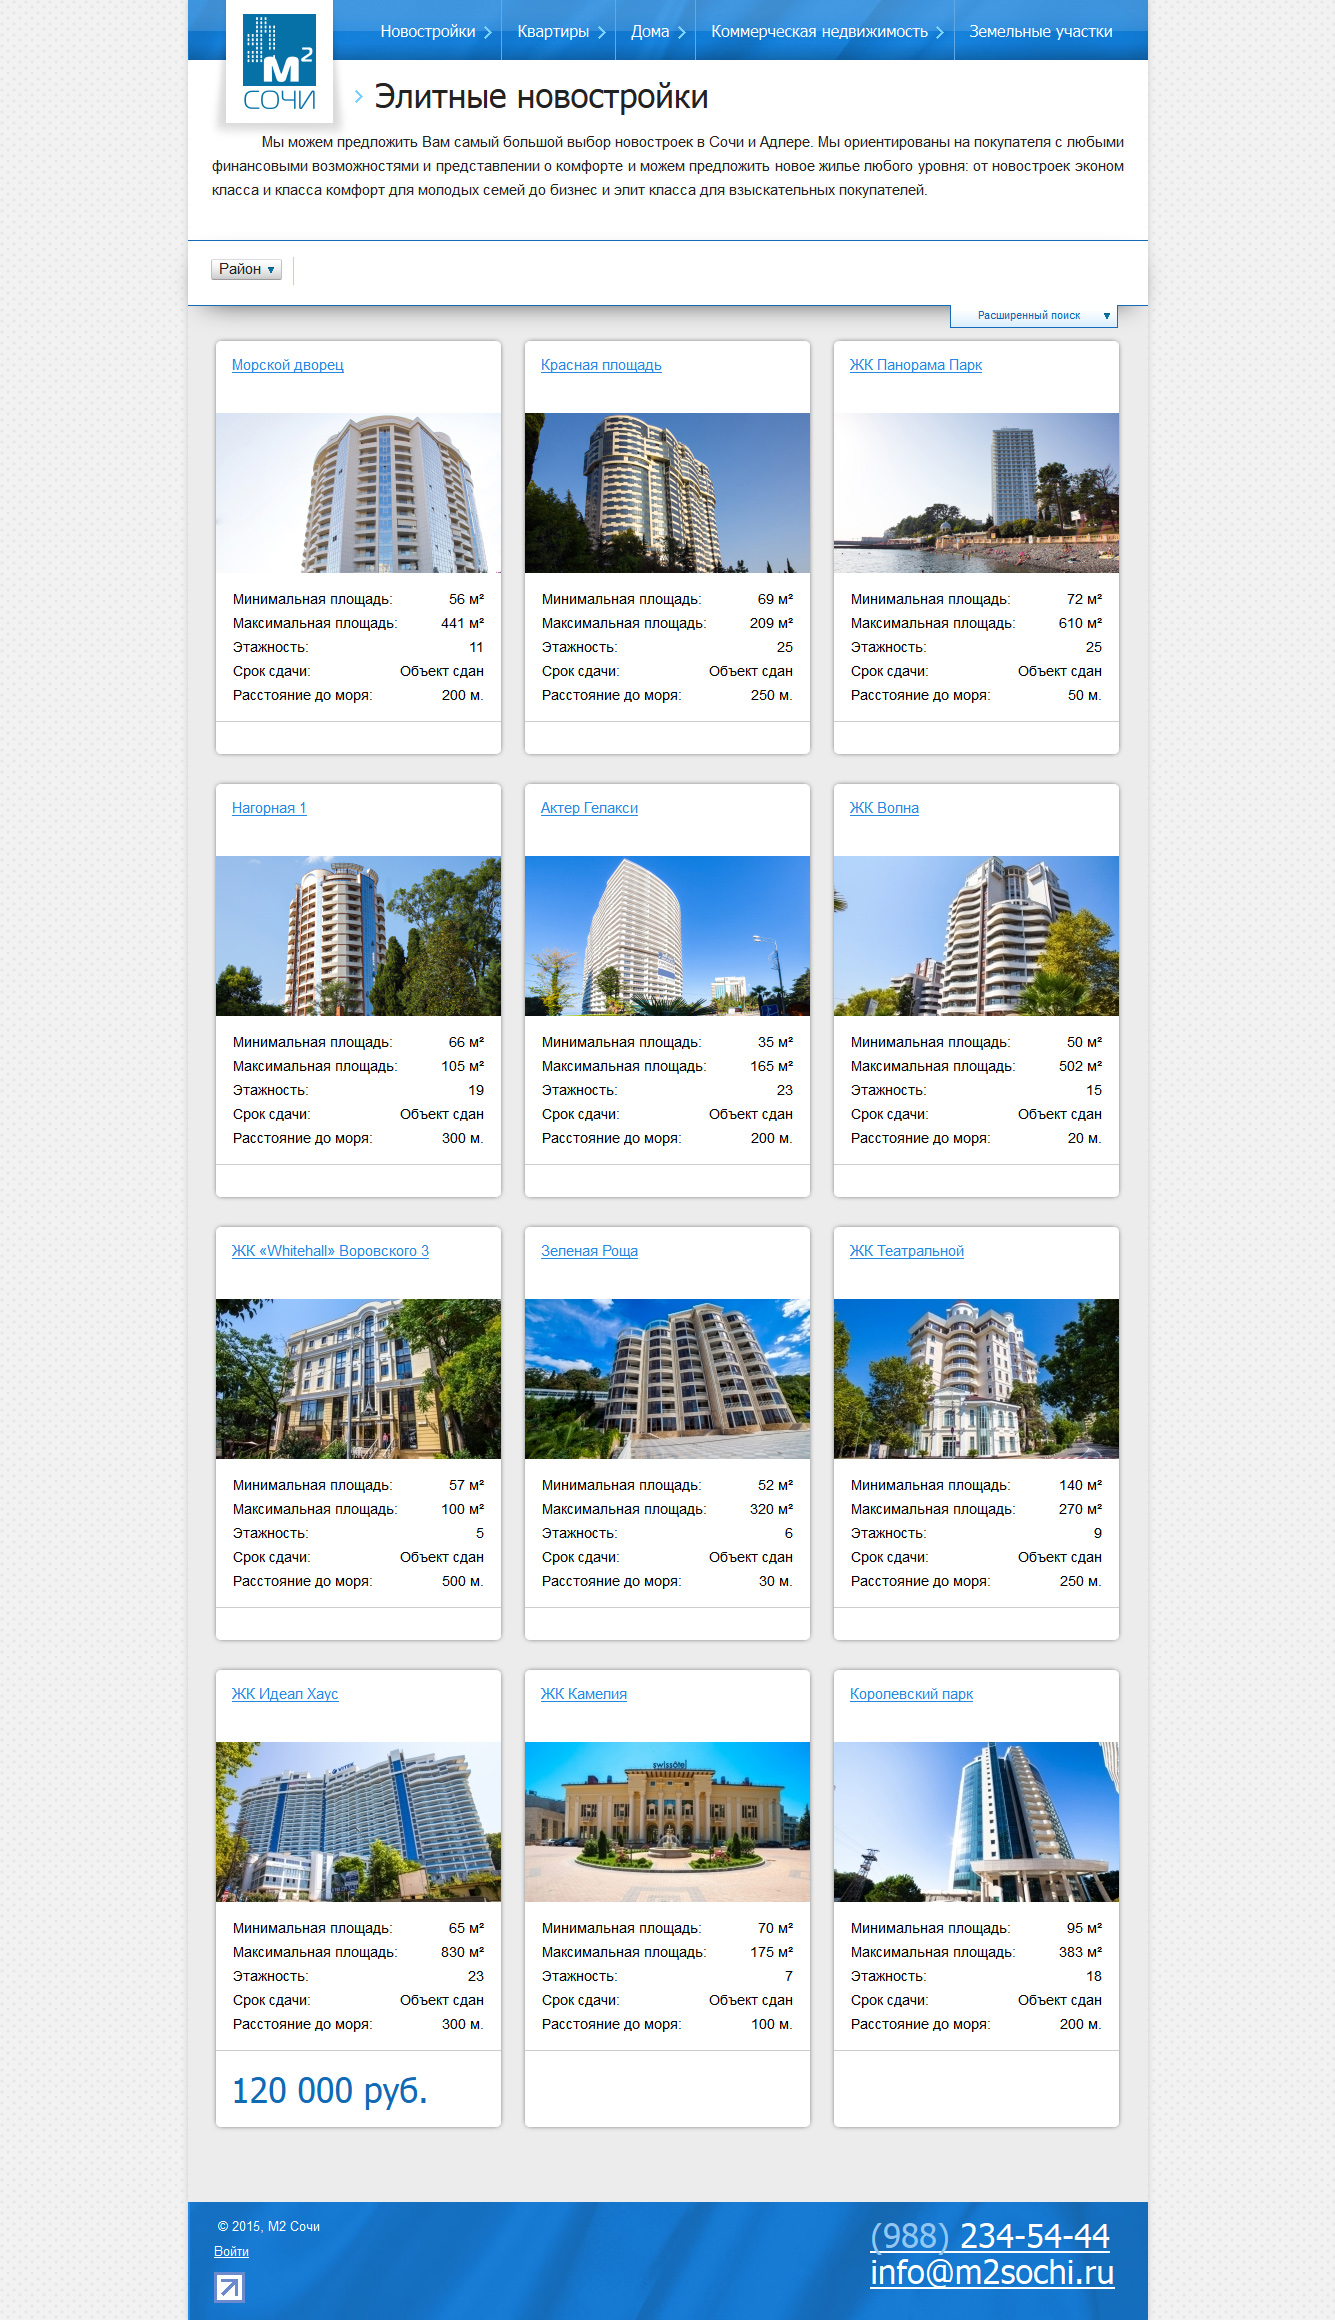 Новостройки
Квартиры
Дома
Коммерческая недвижимость
Земельные участки
М2
СОЧИ
Элитные новостройки
Мы можем предложить Вам самый большой выбор новостроек в Сочи и Адлере. Мы ориентированы на покупателя с любыми
финансовыми возможностями и представлении о комфорте и можем предложить новое жилье любого уровня: от новостроек эконом
класса и класса комфорт для молодых семей до бизнес и элит класса для взыскательных покупателей.
Район
Расширенный поиск
Морской дворец
Минимальная площадь: 56 м²
Максимальная площадь: 441 м²
Этажность: 11
Срок сдачи: Объект сдан
Расстояние до моря: 200 м.
Красная площадь
Минимальная площадь: 69 м²
Максимальная площадь: 209 м²
Этажность: 25
Срок сдачи: Объект сдан
Расстояние до моря: 250 м.
ЖК Панорама Парк
Минимальная площадь: 72 м²
Максимальная площадь: 610 м²
Этажность: 25
Срок сдачи: Объект сдан
Расстояние до моря: 50 м.
Нагорная 1
Минимальная площадь: 66 м²
Максимальная площадь: 105 м²
Этажность: 19
Срок сдачи: Объект сдан
Расстояние до моря: 300 м.
Актер Гелакси
Минимальная площадь: 35 м²
Максимальная площадь: 165 м²
Этажность: 23
Срок сдачи: Объект сдан
Расстояние до моря: 200 м.
ЖК Волна
Минимальная площадь: 50 м²
Максимальная площадь: 502 м²
Этажность: 15
Срок сдачи: Объект сдан
Расстояние до моря: 20 м.
ЖК «Whitehall» Воровского 3
Минимальная площадь: 57 м²
Максимальная площадь: 100 м²
Этажность: 5
Срок сдачи: Объект сдан
Расстояние до моря: 500 м.
Зеленая Роща
Минимальная площадь: 52 м²
Максимальная площадь: 320 м²
Этажность: 6
Срок сдачи: Объект сдан
Расстояние до моря: 30 м.
ЖК Театральной
Минимальная площадь: 140 м²
Максимальная площадь: 270 м²
Этажность: 9
Срок сдачи: Объект сдан
Расстояние до моря: 250 м.
ЖК Идеал Хаус
VITEK
Минимальная площадь: 65 м²
Максимальная площадь: 830 м²
Этажность: 23
Срок сдачи: Объект сдан
Расстояние до моря: 300 м.
120 000 руб.
ЖК Камелия
swissôtel
Минимальная площадь: 70 м²
Максимальная площадь: 175 м²
Этажность: 7
Срок сдачи: Объект сдан
Расстояние до моря: 100 м.
Королевский парк
Минимальная площадь: 95 м²
Максимальная площадь: 383 м²
Этажность: 18
Срок сдачи: Объект сдан
Расстояние до моря: 200 м.
© 2015, М2 Сочи
Войти
(988) 234-54-44
info@m2sochi.ru